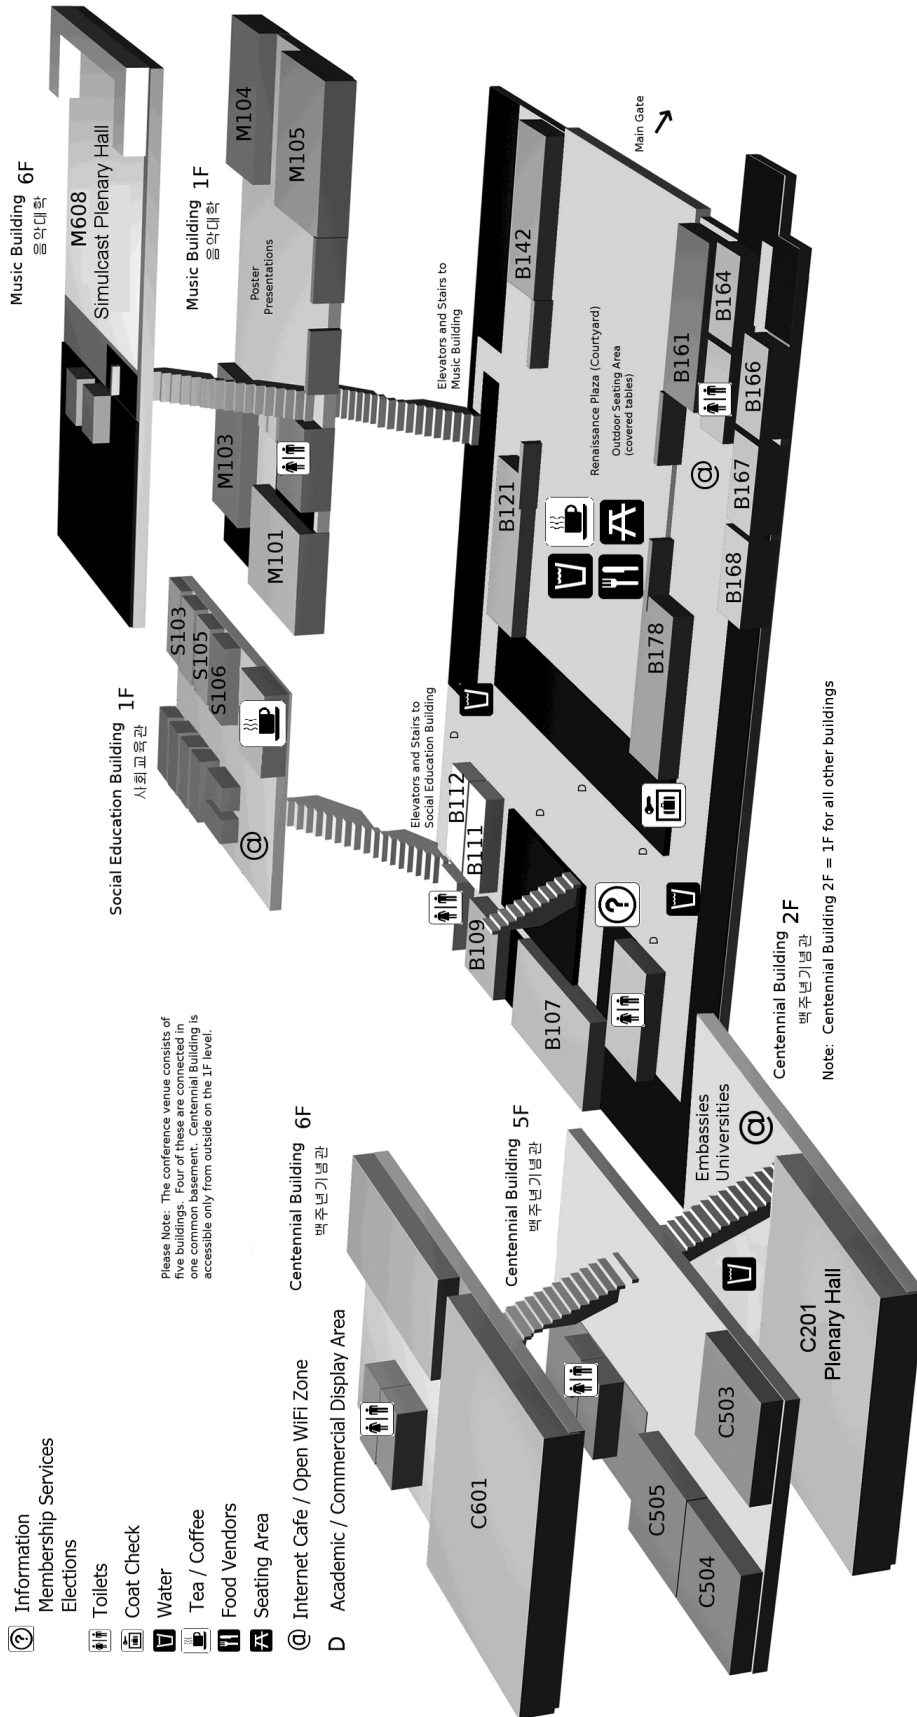 Music Building 6F
음악대학
M608
Simulcast Plenary Hall
Music Building 1F
음악대학
M104
M105
Poster
Presentations
M103
M101
Main Gate
Elevators and Stairs to
Music Building
B142
B121
Renaissance Plaza (Courtyard)
Outdoor Seating Area
(covered tables)
B161
B164
B166
@
B167
B168
B178
Social Education Building 1F
사회교육관
S103
S105
S106
@
Elevators and Stairs to
Social Education Building
D
D
D
D
D
B112
B111
B109
B107
?
Please Note: The conference venue consists of
five buildings. Four of these are connected in
one common basement. Centennial Building is
accessible only from outside on the 1F level.
Centennial Building 2F
백주년기념관
Note: Centennial Building 2F = 1F for all other buildings
Embassies
Universities
@
C201
Plenary Hall
Centennial Building 5F
백주년기념관
C503
C505
C504
Centennial Building 6F
백주년기념관
C601
? Information
Membership Services
Elections
Toilets
Coat Check
Water
Tea / Coffee
Food Vendors
Seating Area
@ Internet Cafe / Open WiFi Zone
D Academic / Commercial Display Area